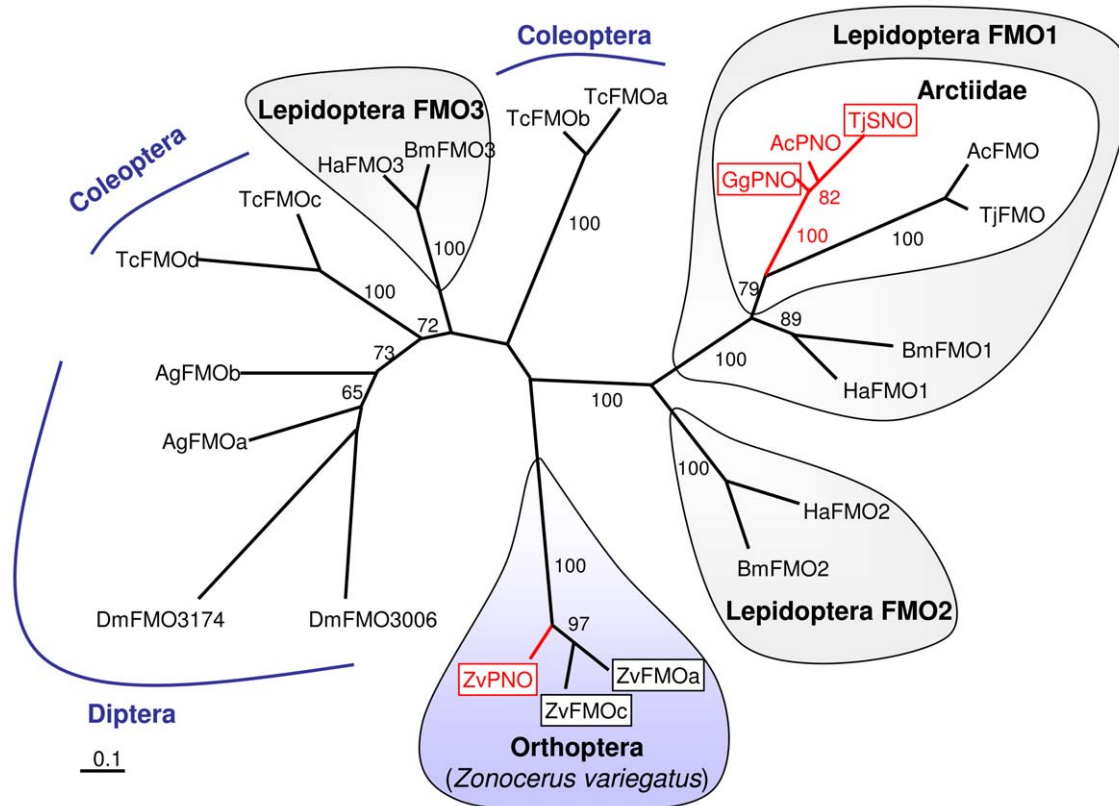 Coleoptera
Lepidoptera FMO1
Arctiidae
TcFMOa
TcFMOb
Lepidoptera FMO3
TjSNO
AcPNO
AcFMO
Coleoptera
BmFMO3
HaFMO3
GgPNO
82
TcFMOc
TjFMO
100
100
100
100
TcFMOd
100
79
72
89
73
100
BmFMO1
AgFMOb
HaFMO1
65
100
AgFMOa
100
HaFMO2
BmFMO2
100
DmFMO3174
DmFMO3006
97
Lepidoptera FMO2
ZvPNO
ZvFMOa
ZvFMOc
Diptera
Orthoptera
(Zonocerus variegatus)
0.1